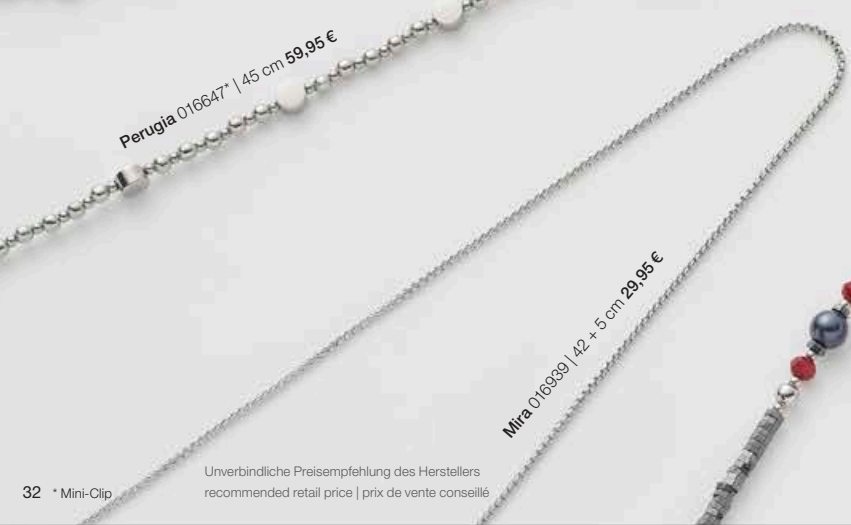 Perugia 016647* | 45 cm 59,95 €
Mira 016939 | 42 + 5 cm 29,95 €
Unverbindliche Preisempfehlung des Herstellers
32 * Mini-Clip recommended retail price | prix de vente conseillé